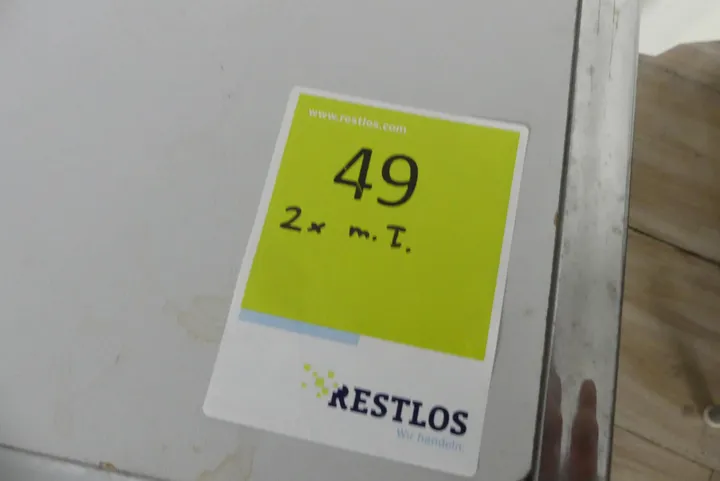 www.restlos.com
49
2x m. I.
RESTLOS
Wir handeln.